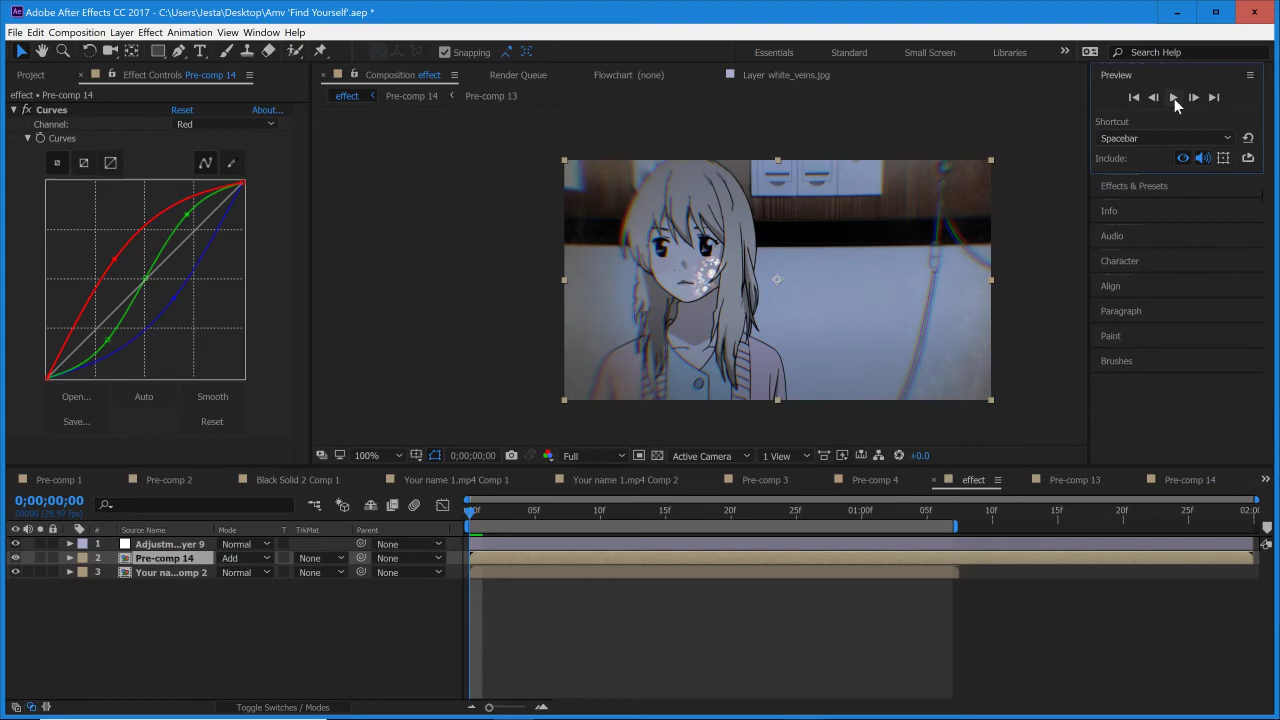 Adobe After Effects CC 2017 - C:\Users\Jesta\Desktop\Amv 'Find Yourself'.aep *
File Edit Composition Layer Effect Animation View Window Help
Snapping
Essentials Standard Small Screen Libraries Search Help
Project Effect Controls Pre-comp 14
Composition effect Render Queue Flowchart (none) Layer white_veins.jpg
Preview
effect • Pre-comp 14
effect Pre-comp 14 Pre-comp 13
fx Curves Reset About...
Channel: Red
Curves
Shortcut
Spacebar
Include:
Effects & Presets
Info
Audio
Character
Align
Paragraph
Paint
Brushes
Open... Auto Smooth
Save... Reset
100% 0;00;00;00 Full Active Camera 1 View +0.0
Pre-comp 1 Pre-comp 2 Black Solid 2 Comp 1 Your name 1.mp4 Comp 1 Your name 1.mp4 Comp 2 Pre-comp 3 Pre-comp 4 effect Pre-comp 13 Pre-comp 14
0;00;00;00
00000 (29.97 fps)
05f 10f 15f 20f 25f 01:00f 05f 10f 15f 20f 25f
# Source Name Mode T TrkMat Parent
1 Adjustm...yer 9 Normal None
2 Pre-comp 14 Add None None
3 Your na...omp 2 Normal None None
Toggle Switches / Modes